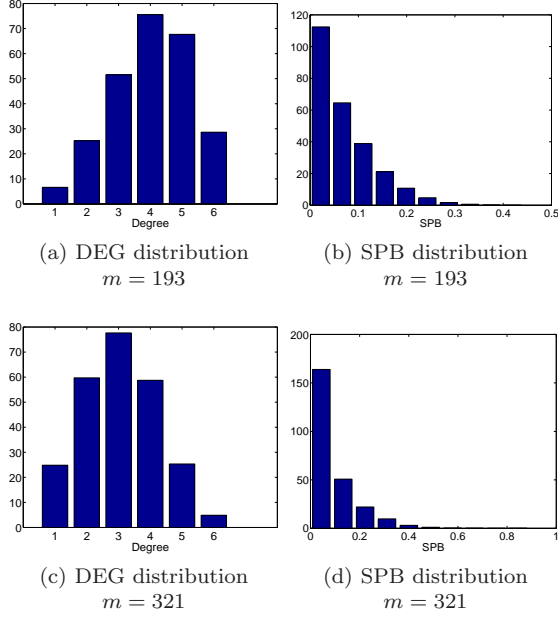 80
70
60
50
40
30
20
10
0
1 2 3 4 5 6
Degree
120
100
80
60
40
20
0
0 0.1 0.2 0.3 0.4 0.5
SPB
(a) DEG distribution
m = 193
(b) SPB distribution
m = 193
80
70
60
50
40
30
20
10
0
1 2 3 4 5 6
Degree
200
150
100
50
0
0 0.2 0.4 0.6 0.8 1
SPB
(c) DEG distribution
m = 321
(d) SPB distribution
m = 321